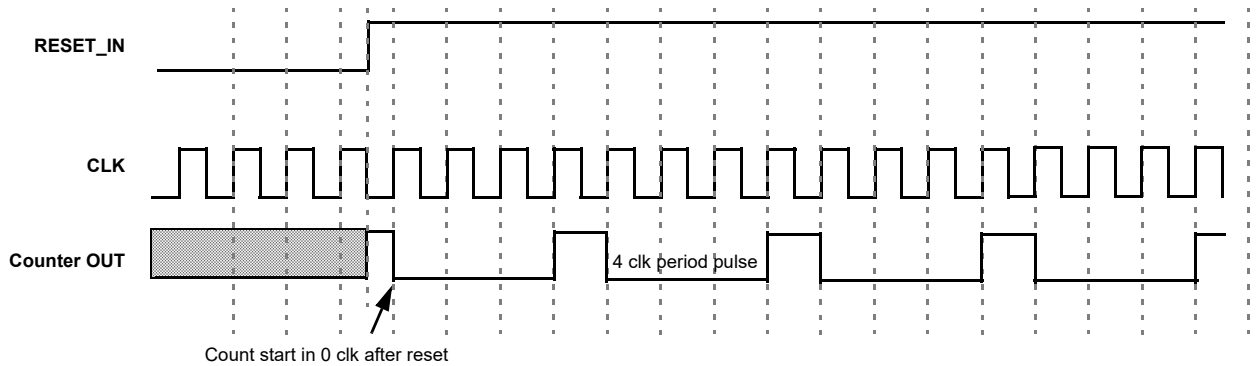 RESET_IN
CLK
Counter OUT
4 clk period pulse
Count start in 0 clk after reset